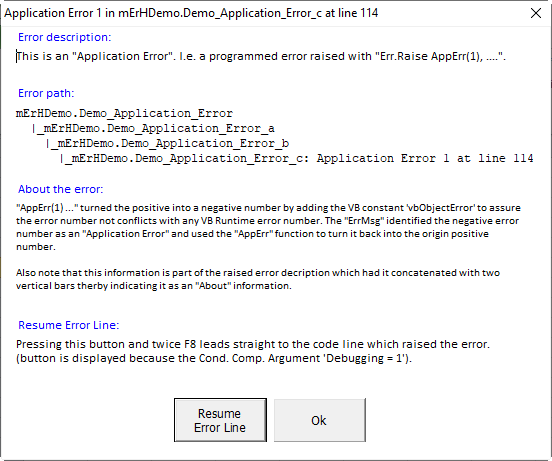 Application Error 1 in mErHDemo.Demo_Application_Error_c at line 114
Error description:
This is an "Application Error". I.e. a programmed error raised with "Err.Raise AppErr(1), ....".
Error path:
mErHDemo.Demo_Application_Error
|_mErHDemo.Demo_Application_Error_a
|_mErHDemo.Demo_Application_Error_b
|_mErHDemo.Demo_Application_Error_c: Application Error 1 at line 114
About the error:
"AppErr(1) ..." turned the positive into a negative number by adding the VB constant 'vbObjectError' to assure
the error number not conflicts with any VB Runtime error number. The "ErrMsg" identified the negative error
number as an "Application Error" and used the "AppErr" function to turn it back into the origin positive
number.
Also note that this information is part of the raised error decription which had it concatenated with two
vertical bars therby indicating it as an "About" information.
Resume Error Line:
Pressing this button and twice F8 leads straight to the code line which raised the error.
(button is displayed because the Cond. Comp. Argument 'Debugging = 1').
Resume
Error Line
Ok